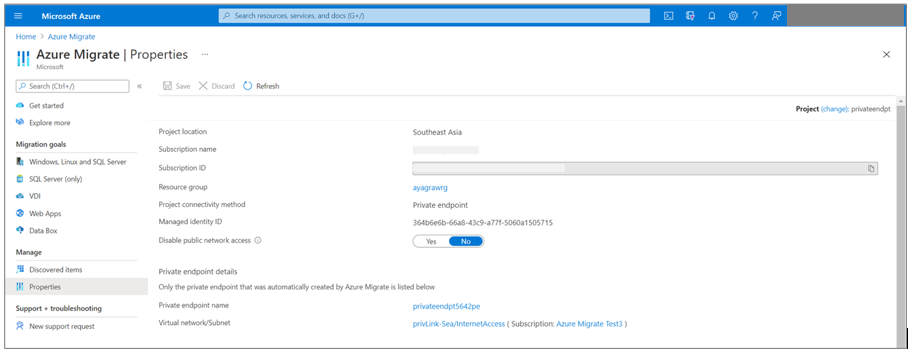 Microsoft Azure
Search resources, services, and docs (G+/)
Home > Azure Migrate
Azure Migrate | Properties ...
Microsoft
Search (Ctrl+/)
«
Save
Discard
Refresh
Project (change): privateendpt
Get started
Explore more
Migration goals
Windows, Linux and SQL Server
SQL Server (only)
VDI
Web Apps
Data Box
Manage
Discovered items
Properties
Support + troubleshooting
New support request
Project location Southeast Asia
Subscription name
Subscription ID
Resource group ayagrawrg
Project connectivity method Private endpoint
Managed identity ID 364b6e6b-66a8-43c9-a77f-5060a1505715
Disable public network access Yes No
Private endpoint details
Only the private endpoint that was automatically created by Azure Migrate is listed below
Private endpoint name privateendpt5642pe
Virtual network/Subnet privLink-Sea/InternetAccess ( Subscription: Azure Migrate Test3 )